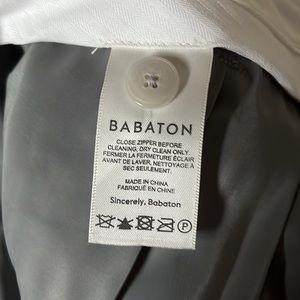 BABATON
CLOSE ZIPPER BEFORE
CLEANING, DRY CLEAN ONLY.
FERMER LA FERMETURE ÉCLAIR
AVANT DE LAVER, NETTOYAGE À
SEC SEULEMENT.
MADE IN CHINA
FABRIQUÉ EN CHINE
Sincerely, Babaton
P